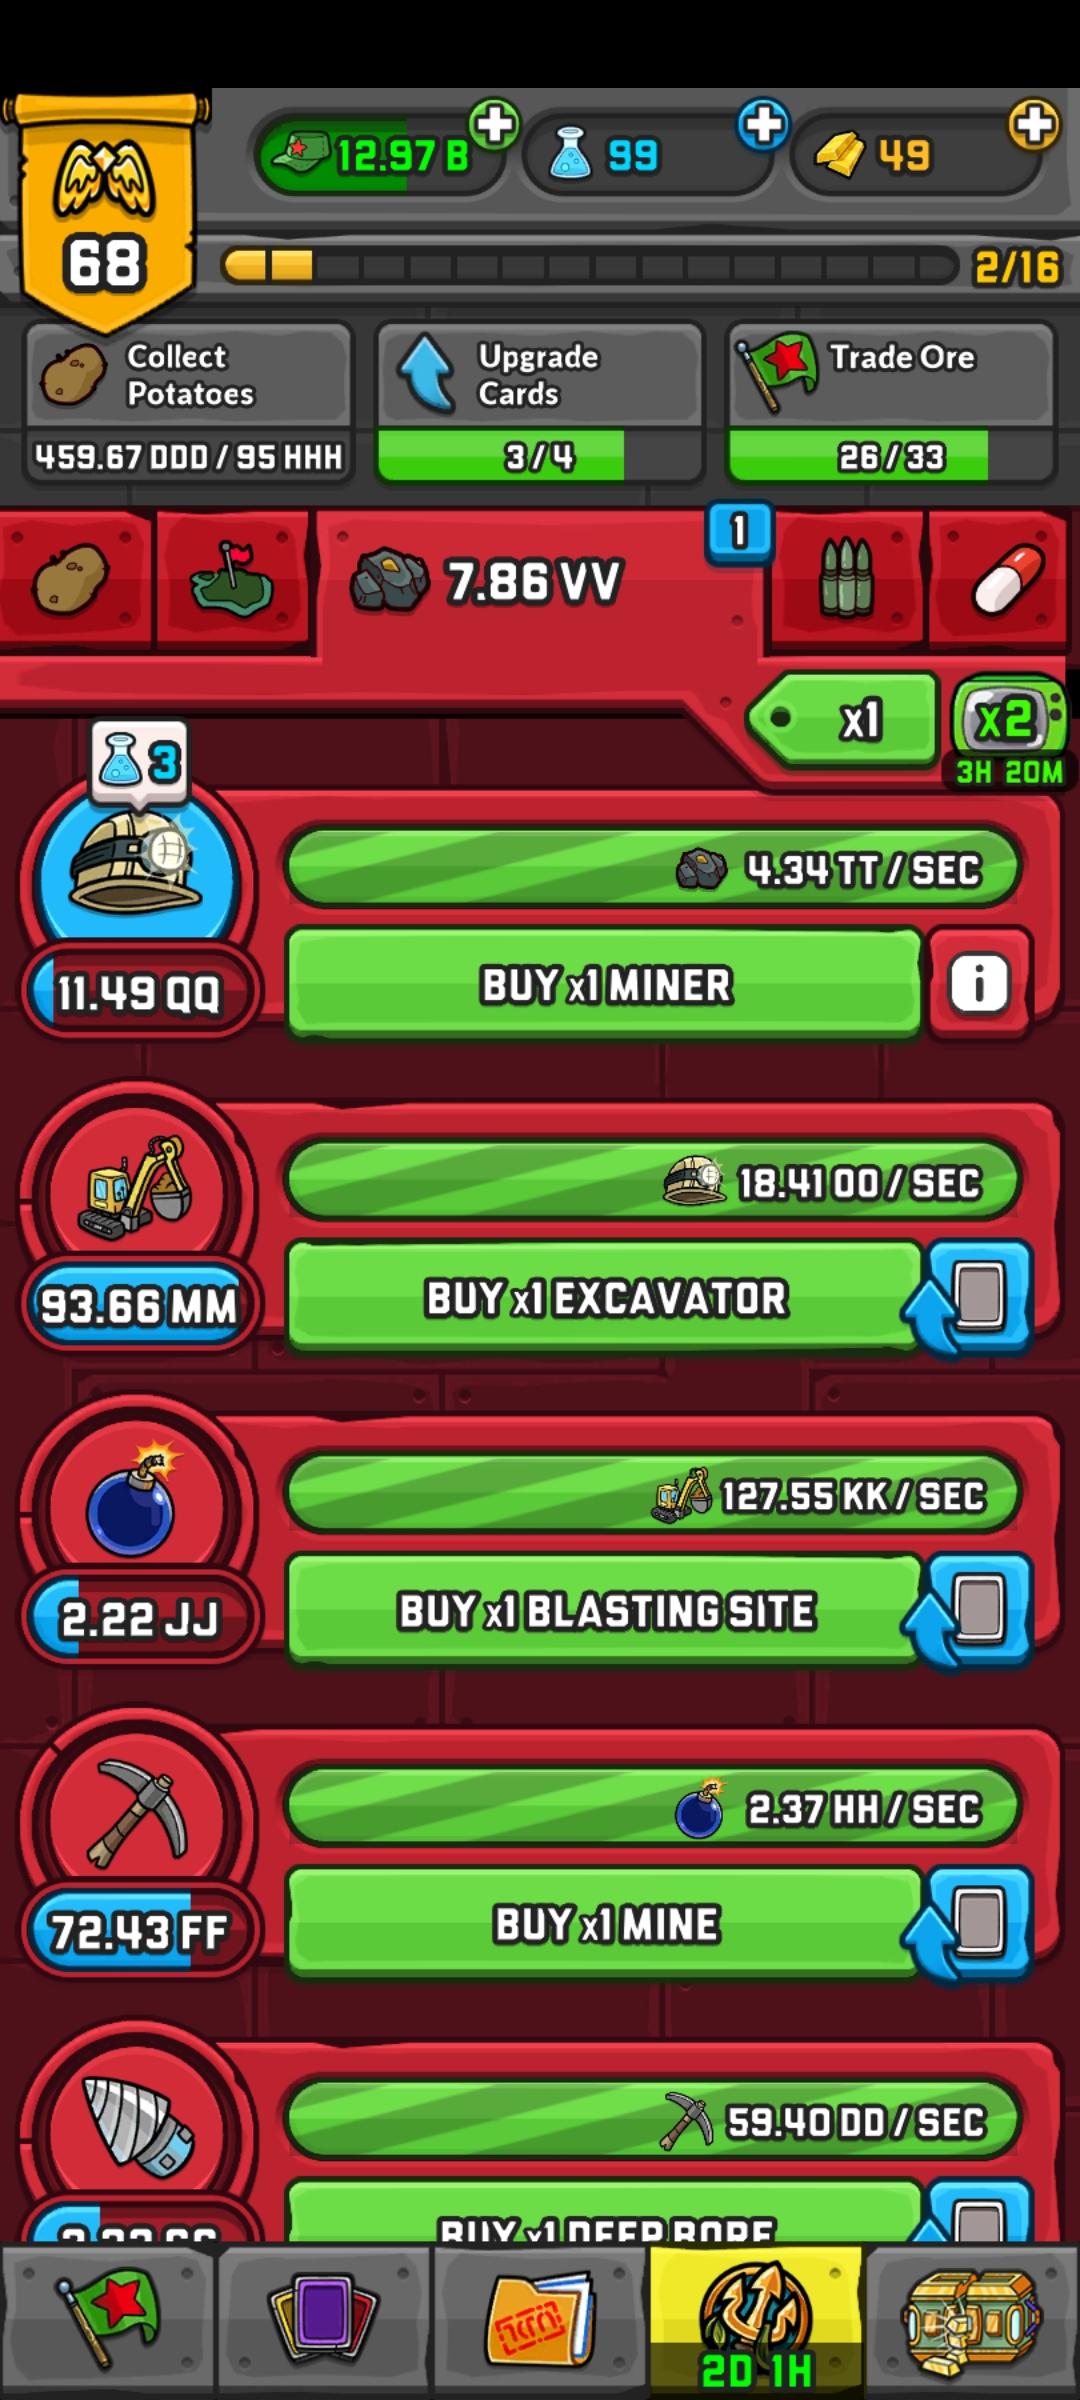 12.97 B
99
49
68
2/16
Collect
Potatoes
459.67 DDD / 95 HHH
Upgrade
Cards
3/4
Trade Ore
26/33
7.86 VV
1
x1
x2
3H 20M
3
4.34 TT / SEC
11.49 QQ
BUY x1 MINER
i
18.41 OO / SEC
93.66 MM
BUY x1 EXCAVATOR
127.55 KK / SEC
2.22 JJ
BUY x1 BLASTING SITE
2.37 HH / SEC
72.43 FF
BUY x1 MINE
59.40 DD / SEC
BUY x1 DEEP BORE
2D 1H